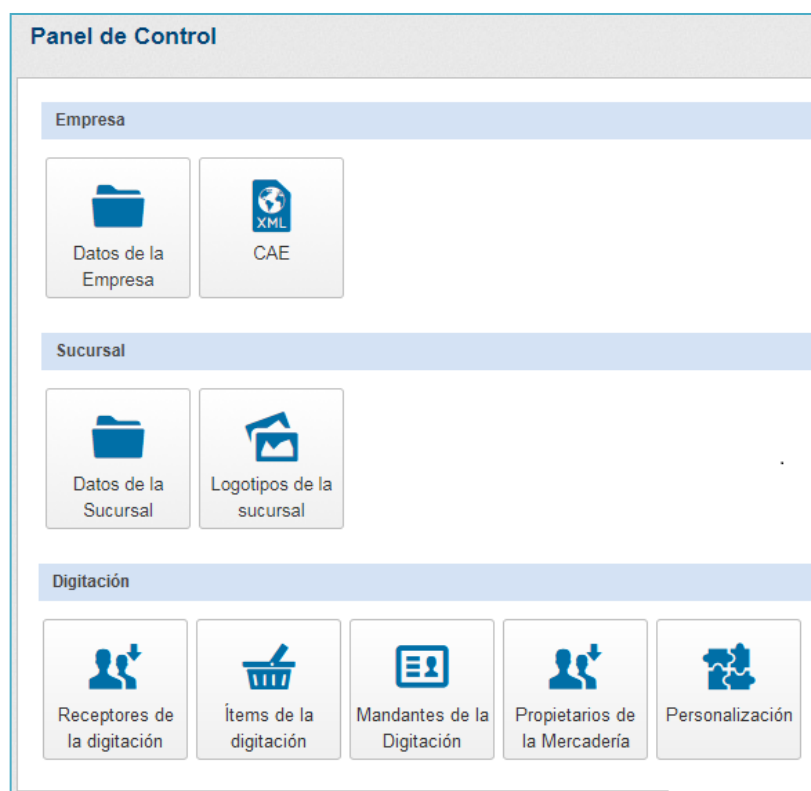 Panel de Control
Empresa
Datos de la
Empresa
XML
CAE
Sucursal
Datos de la
Sucursal
Logotipos de la
sucursal
.
Digitación
Receptores de
la digitación
Ítems de la
digitación
Mandantes de la
Digitación
Propietarios de
la Mercadería
Personalización